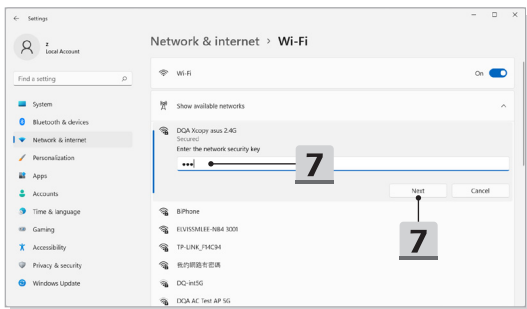 Settings
z
Local Account
Find a setting
System
Bluetooth & devices
Network & internet
Personalization
Apps
Accounts
Time & language
Gaming
Accessibility
Privacy & security
Windows Update
Network & internet > Wi-Fi
Wi-Fi
On
Show available networks
DQA Xcopy asus 2.4G
Secured
Enter the network security key
•••
7
Next
Cancel
7
BiPhone
ELVISSMLEE-NB4 3001
TP-LINK_F14C94
我的網路有密碼
DQ-int5G
DQA AC Test AP 5G